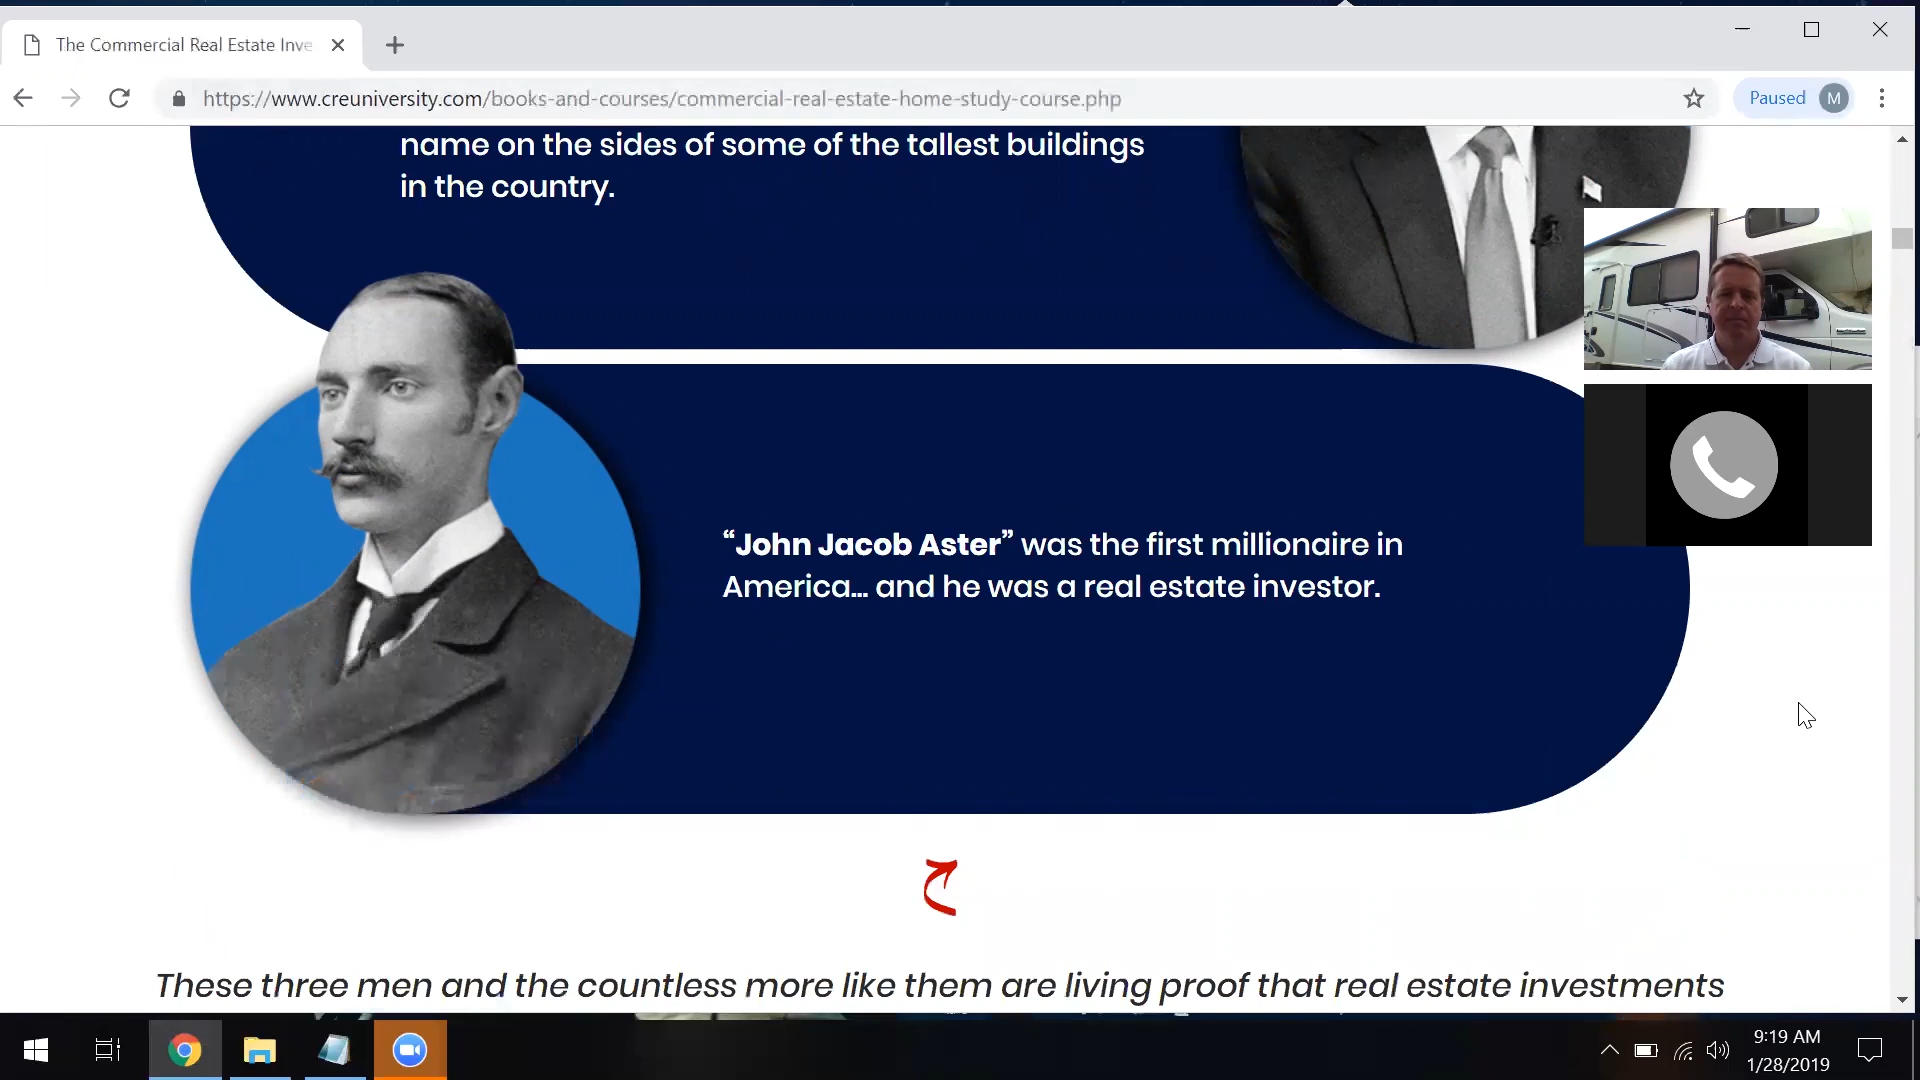 The Commercial Real Estate Inve
https://www.creuniversity.com/books-and-courses/commercial-real-estate-home-study-course.php
Paused M
name on the sides of some of the tallest buildings
in the country.
“John Jacob Aster” was the first millionaire in
America... and he was a real estate investor.
These three men and the countless more like them are living proof that real estate investments
9:19 AM
1/28/2019